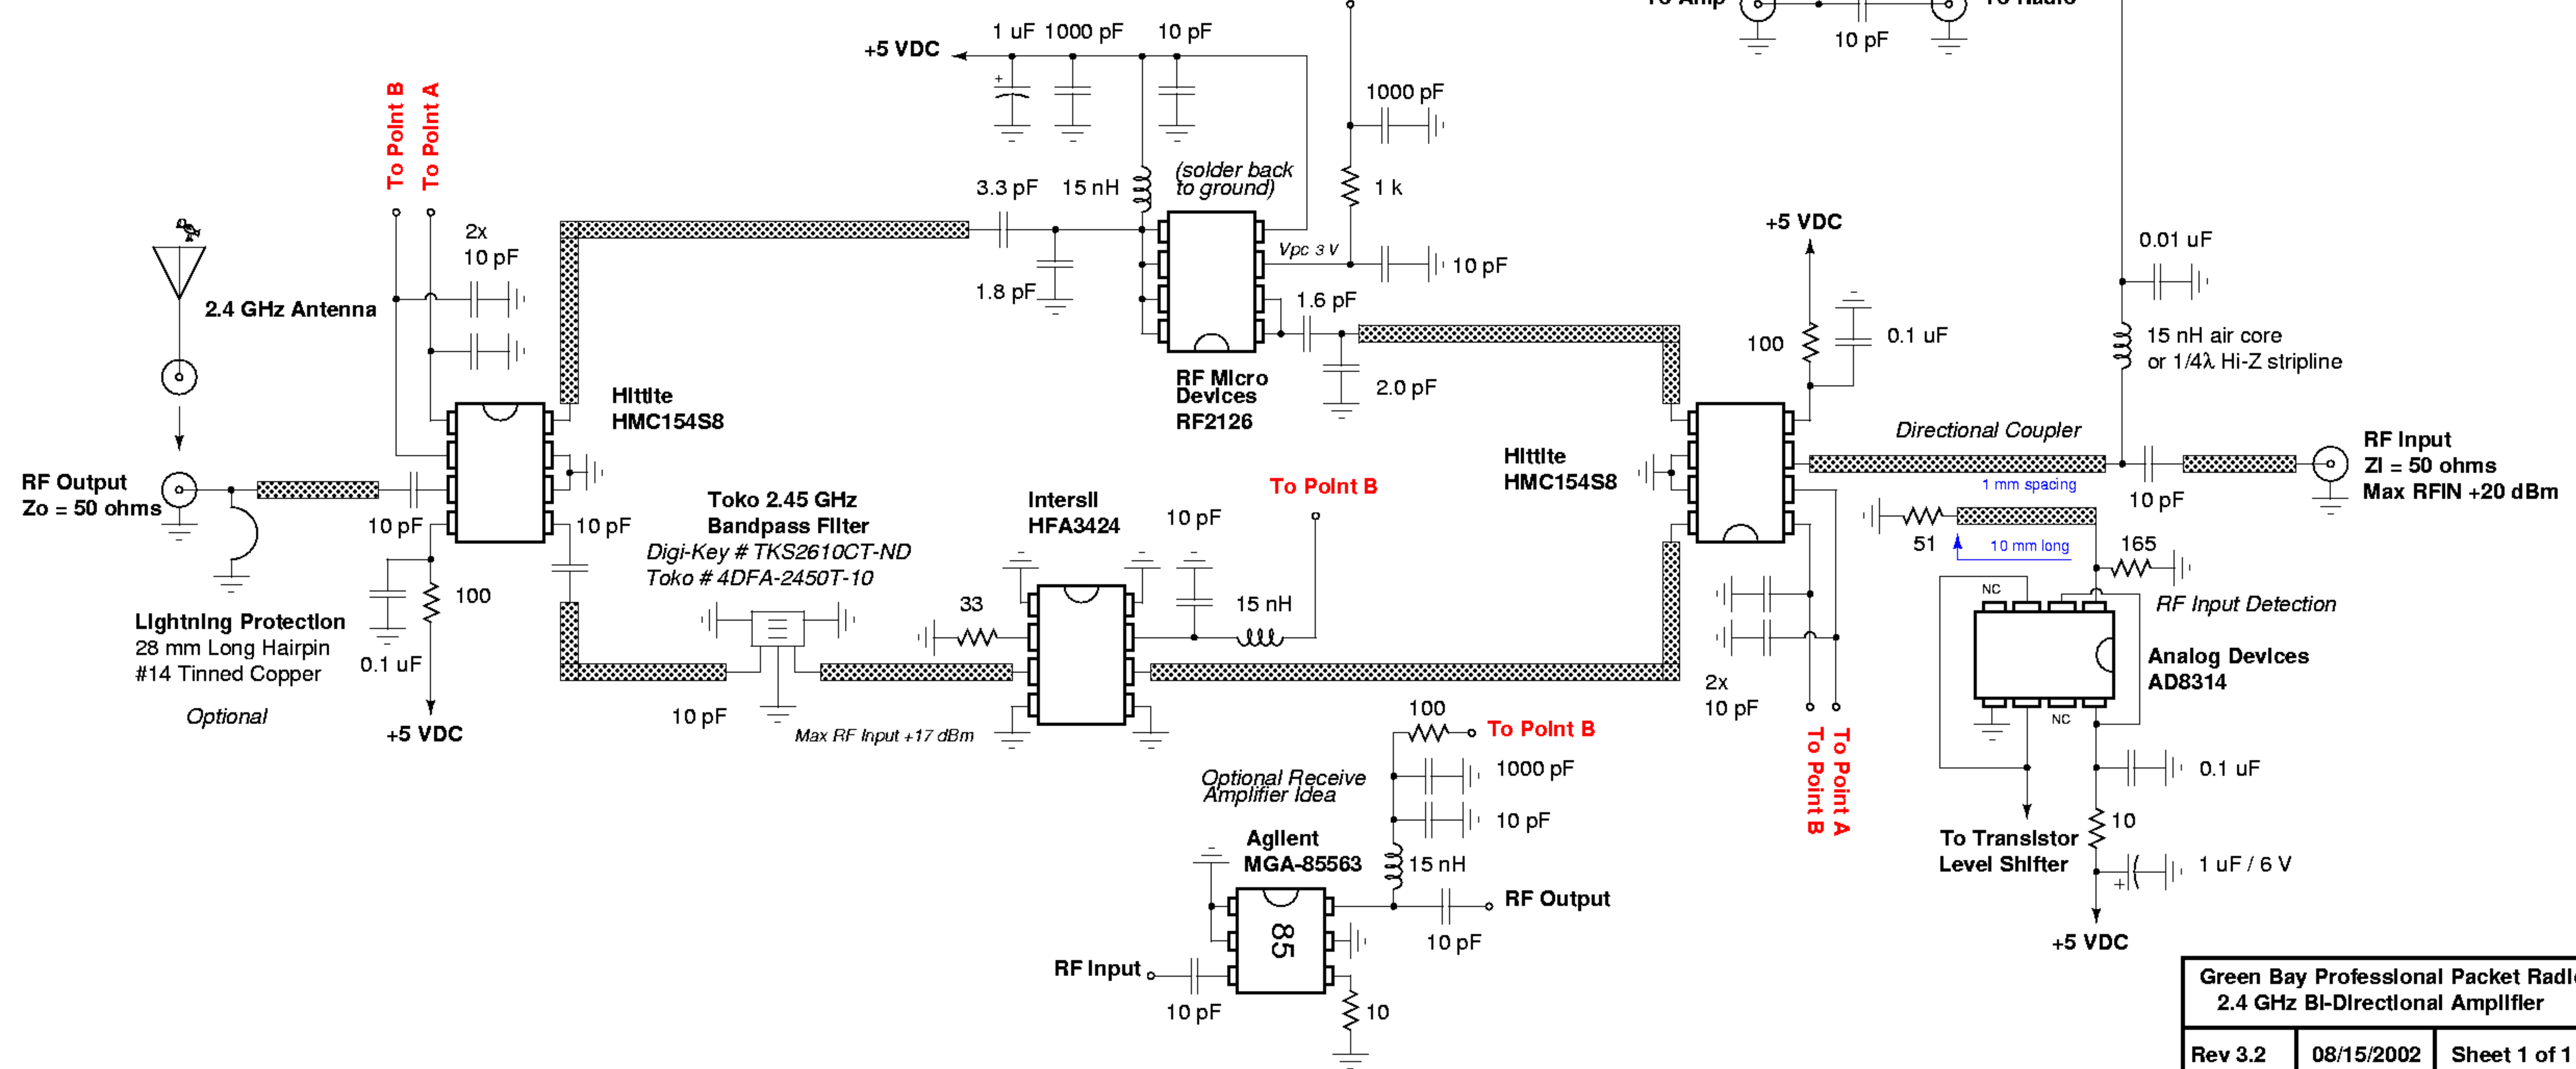 To Amp
To Radio
10 pF
+5 VDC
1 uF
1000 pF
10 pF
+
1000 pF
To Point B
To Point A
2x
10 pF
3.3 pF
15 nH
(solder back
to ground)
1 k
Vpc 3 V
10 pF
1.8 pF
1.6 pF
2.0 pF
RF Micro
Devices
RF2126
2.4 GHz Antenna
Hittite
HMC154S8
+5 VDC
100
0.1 uF
0.01 uF
15 nH air core
or 1/4λ Hi-Z stripline
RF Output
Zo = 50 ohms
10 pF
10 pF
Lightning Protection
28 mm Long Hairpin
#14 Tinned Copper
Optional
100
0.1 uF
+5 VDC
Toko 2.45 GHz
Bandpass Filter
Digi-Key # TKS2610CT-ND
Toko # 4DFA-2450T-10
10 pF
Intersil
HFA3424
To Point B
10 pF
33
15 nH
Max RF Input +17 dBm
Hittite
HMC154S8
Directional Coupler
1 mm spacing
10 pF
RF Input
Zi = 50 ohms
Max RFIN +20 dBm
51
10 mm long
165
NC
RF Input Detection
Analog Devices
AD8314
NC
2x
10 pF
To Point B
To Point A
0.1 uF
To Transistor
Level Shifter
10
1 uF / 6 V
+
+5 VDC
100
To Point B
1000 pF
Optional Receive
Amplifier Idea
10 pF
Agilent
MGA-85563
15 nH
85
RF Output
10 pF
RF Input
10 pF
10
Green Bay Professional Packet Radi
2.4 GHz Bi-Directional Amplifier
Rev 3.2
08/15/2002
Sheet 1 of 1